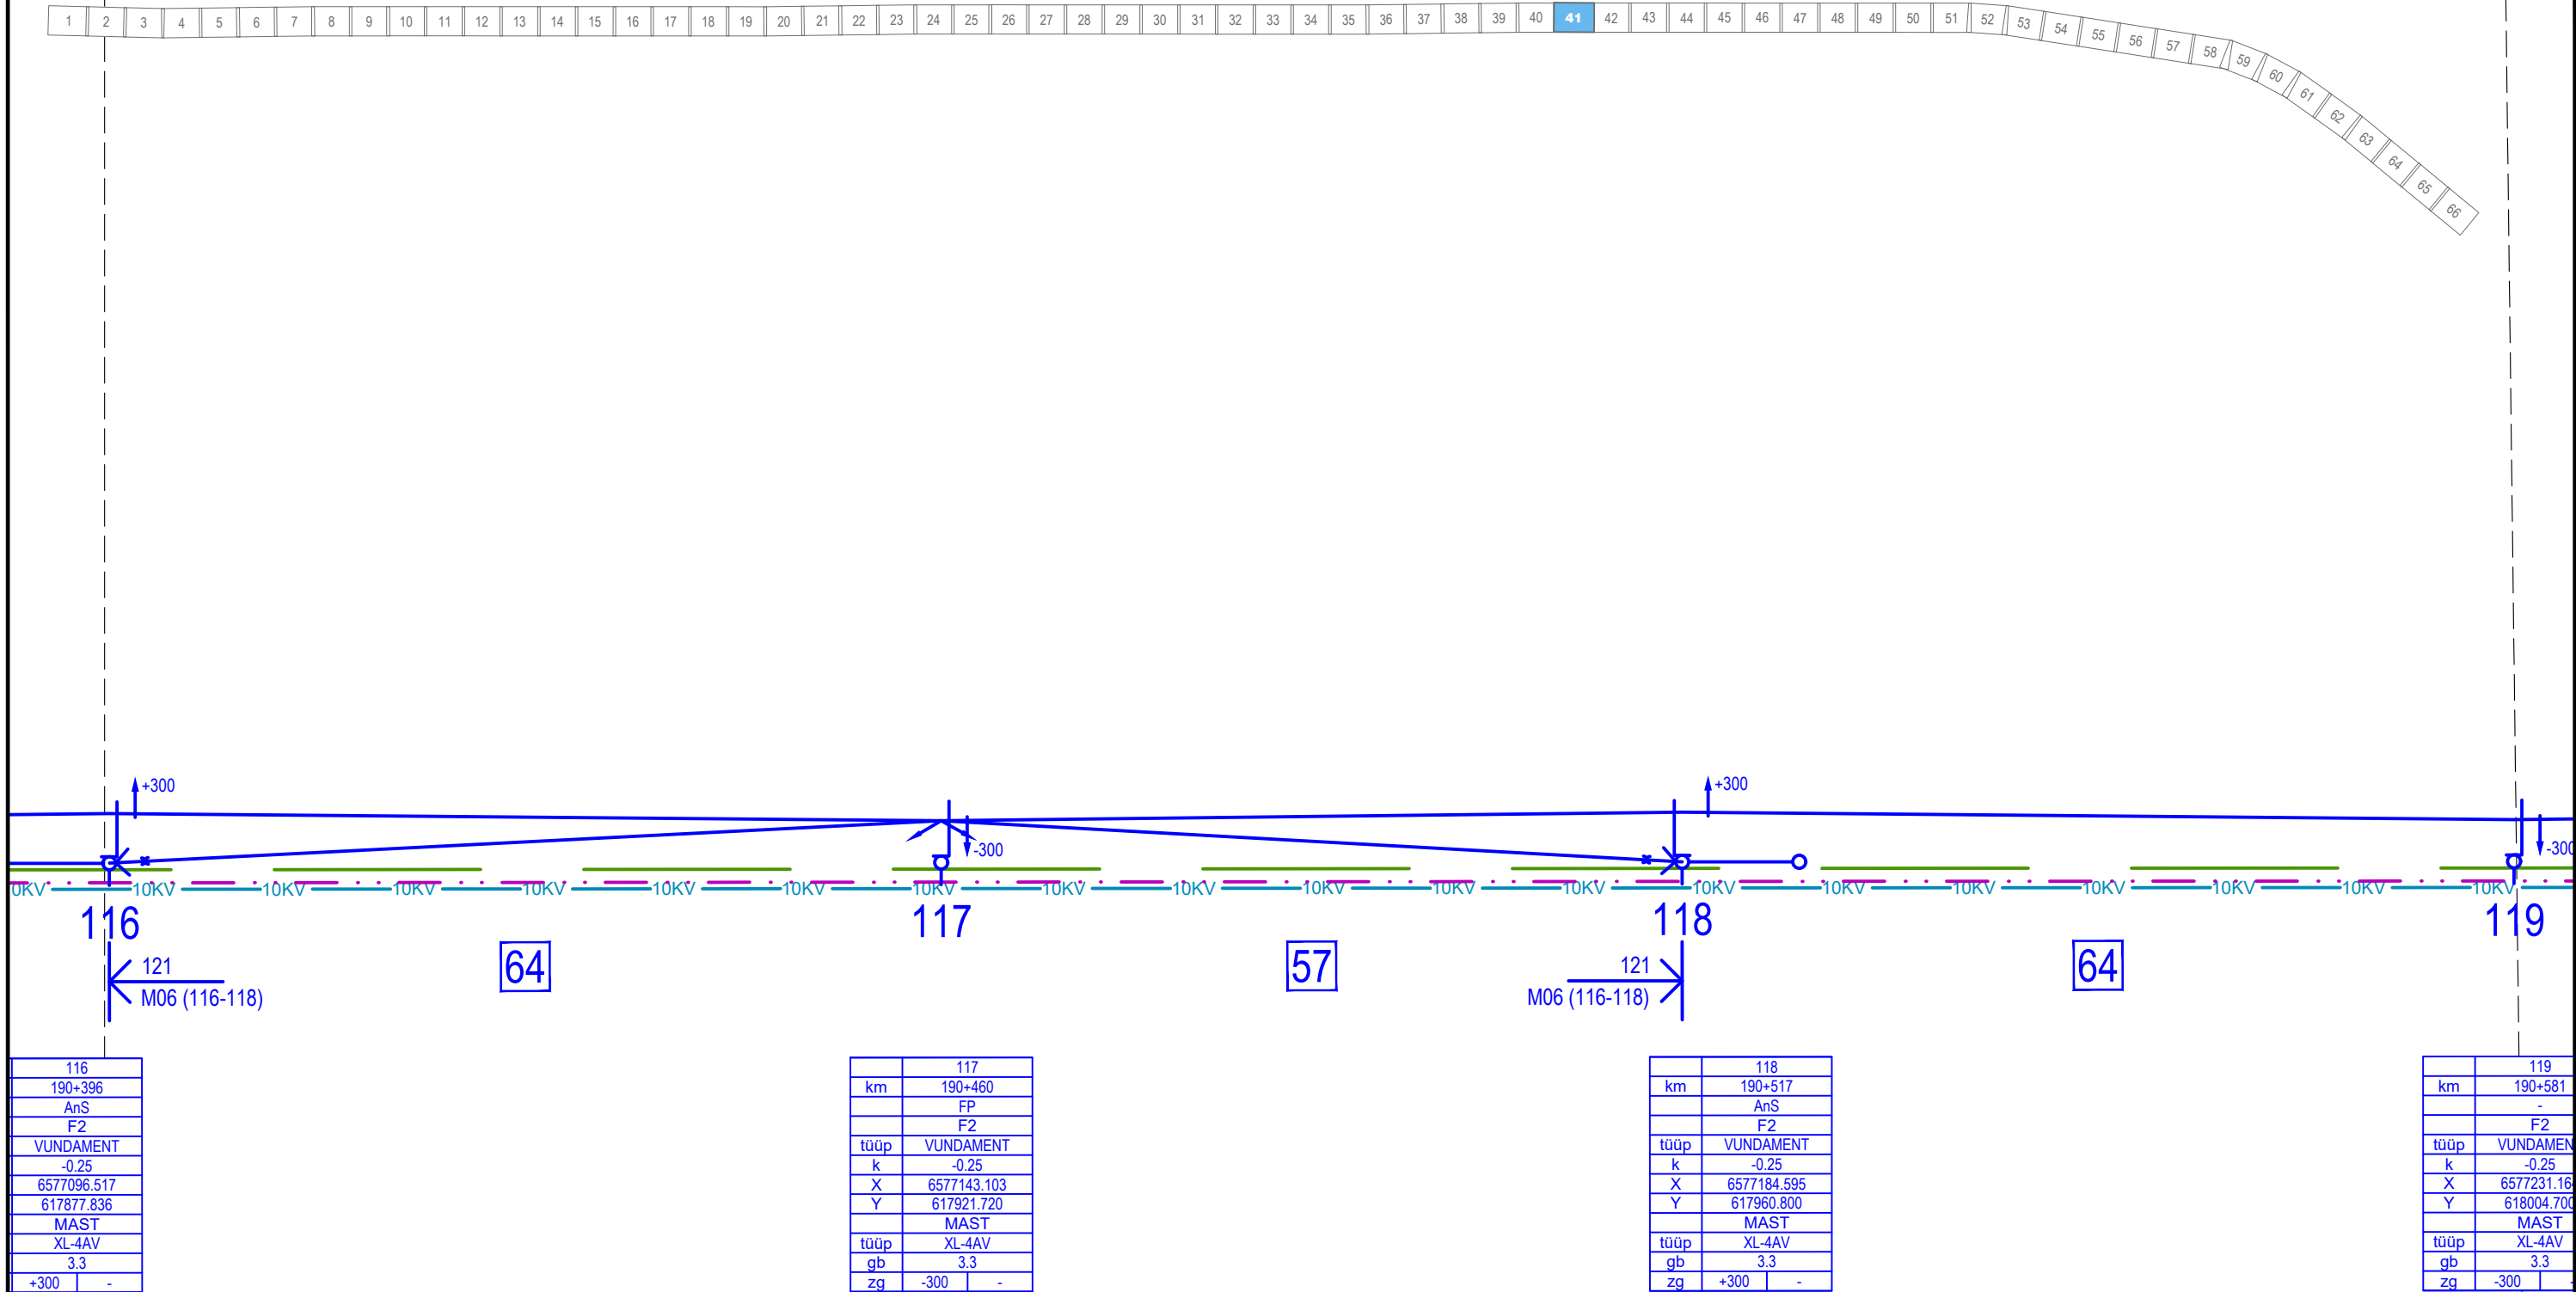 1 2 3 4 5 6 7 8 9 10 11 12 13 14 15 16 17 18 19 20 21 22 23 24 25 26 27 28 29 30 31 32 33 34 35 36 37 38 39 40 41 42 43 44 45 46 47 48 49 50 51 52 53 54 55 56 57 58 59 60 61 62 63 64 65 66
+300 +300
-300 -300
0KV 10KV 10KV 10KV 10KV 10KV 10KV 10KV 10KV 10KV 10KV 10KV 10KV 10KV 10KV 10KV 10KV 10KV 10KV 10KV
116 117 118 119
121 64 57 121 64
M06 (116-118) M06 (116-118)
116
190+396
AnS
F2
VUNDAMENT
-0.25
6577096.517
617877.836
MAST
XL-4AV
3.3
+300 -
117
km 190+460
FP
F2
tüüp VUNDAMENT
k -0.25
X 6577143.103
Y 617921.720
MAST
tüüp XL-4AV
gb 3.3
zg -300 -
118
km 190+517
AnS
F2
tüüp VUNDAMENT
k -0.25
X 6577184.595
Y 617960.800
MAST
tüüp XL-4AV
gb 3.3
zg +300 -
119
km 190+581
-
F2
tüüp VUNDAMEN
k -0.25
X 6577231.16
Y 618004.700
MAST
tüüp XL-4AV
gb 3.3
zg -300